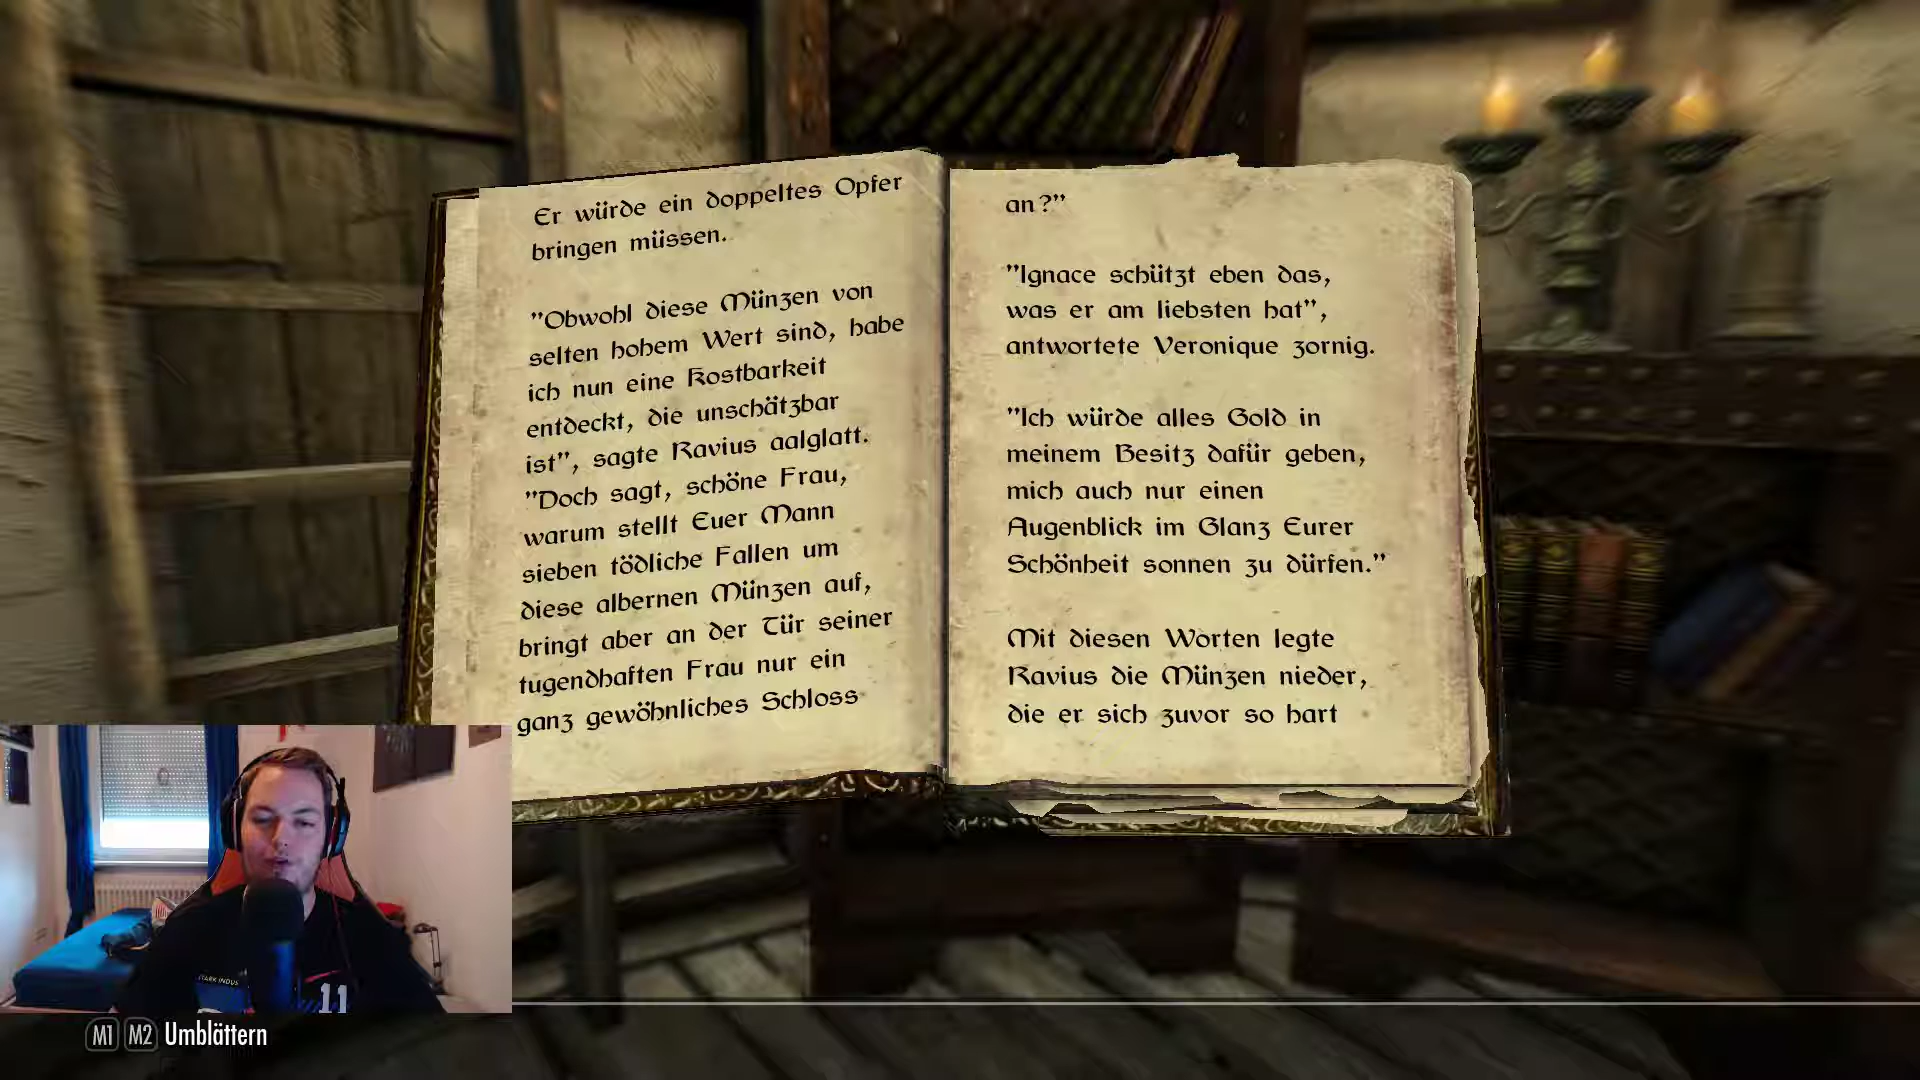 Er würde ein doppeltes Opfer
bringen müssen.
"Obwohl diese Münzen von
selten hohem Wert sind, habe
ich nun eine Kostbarkeit
entdeckt, die unschätzbar
ist", sagte Ravius aalglatt.
"Doch sagt, schöne Frau,
warum stellt Euer Mann
sieben tödliche Fallen um
diese albernen Münzen auf,
bringt aber an der Tür seiner
tugendhaften Frau nur ein
ganz gewöhnliches Schloss
an?"
"Ignace schützt eben das,
was er am liebsten hat",
antwortete Veronique zornig.
"Ich würde alles Gold in
meinem Besitz dafür geben,
mich auch nur einen
Augenblick im Glanz Eurer
Schönheit sonnen zu dürfen."
Mit diesen Worten legte
Ravius die Münzen nieder,
die er sich zuvor so hart
STARK INDUS
11
M1 M2 Umblättern